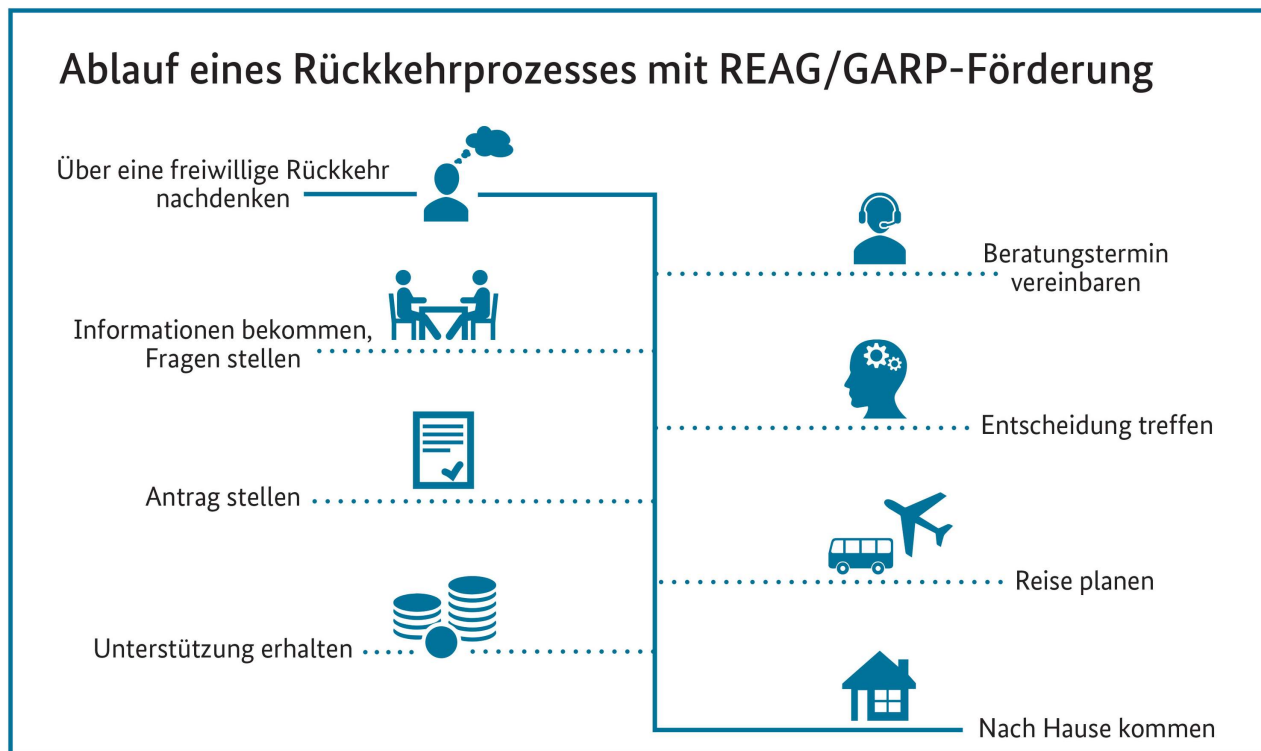 Ablauf eines Rückkehrprozesses mit REAG/GARP-Förderung
Über eine freiwillige Rückkehr
nachdenken
Beratungstermin
vereinbaren
Informationen bekommen,
Fragen stellen
Entscheidung treffen
Antrag stellen
Reise planen
Unterstützung erhalten
Nach Hause kommen